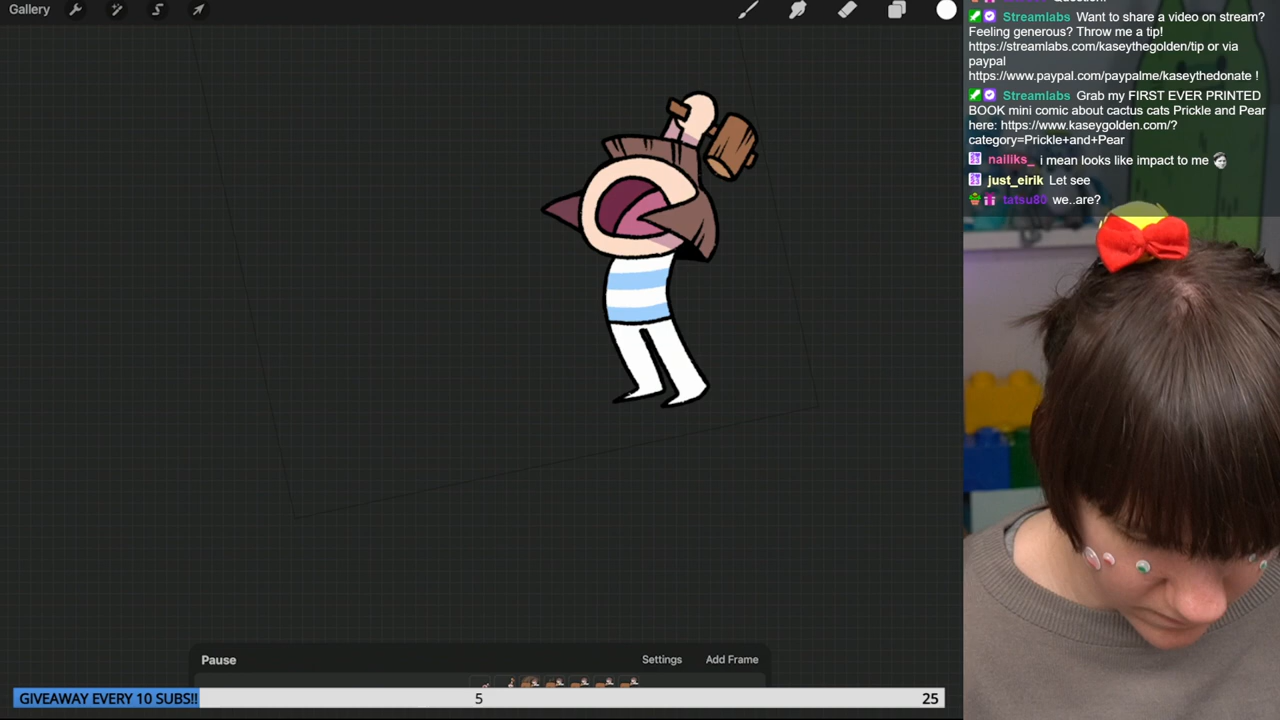 Gallery
Streamlabs Want to share a video on stream?
Feeling generous? Throw me a tip!
https://streamlabs.com/kaseythegolden/tip or via
paypal
https://www.paypal.com/paypalme/kaseythedonate !
Streamlabs Grab my FIRST EVER PRINTED
BOOK mini comic about cactus cats Prickle and Pear
here: https://www.kaseygolden.com/?
category=Prickle+and+Pear
nailiks_ i mean looks like impact to me
just_eirik Let see
tatsu80 we..are?
Pause
Settings
Add Frame
GIVEAWAY EVERY 10 SUBS!!
5
25